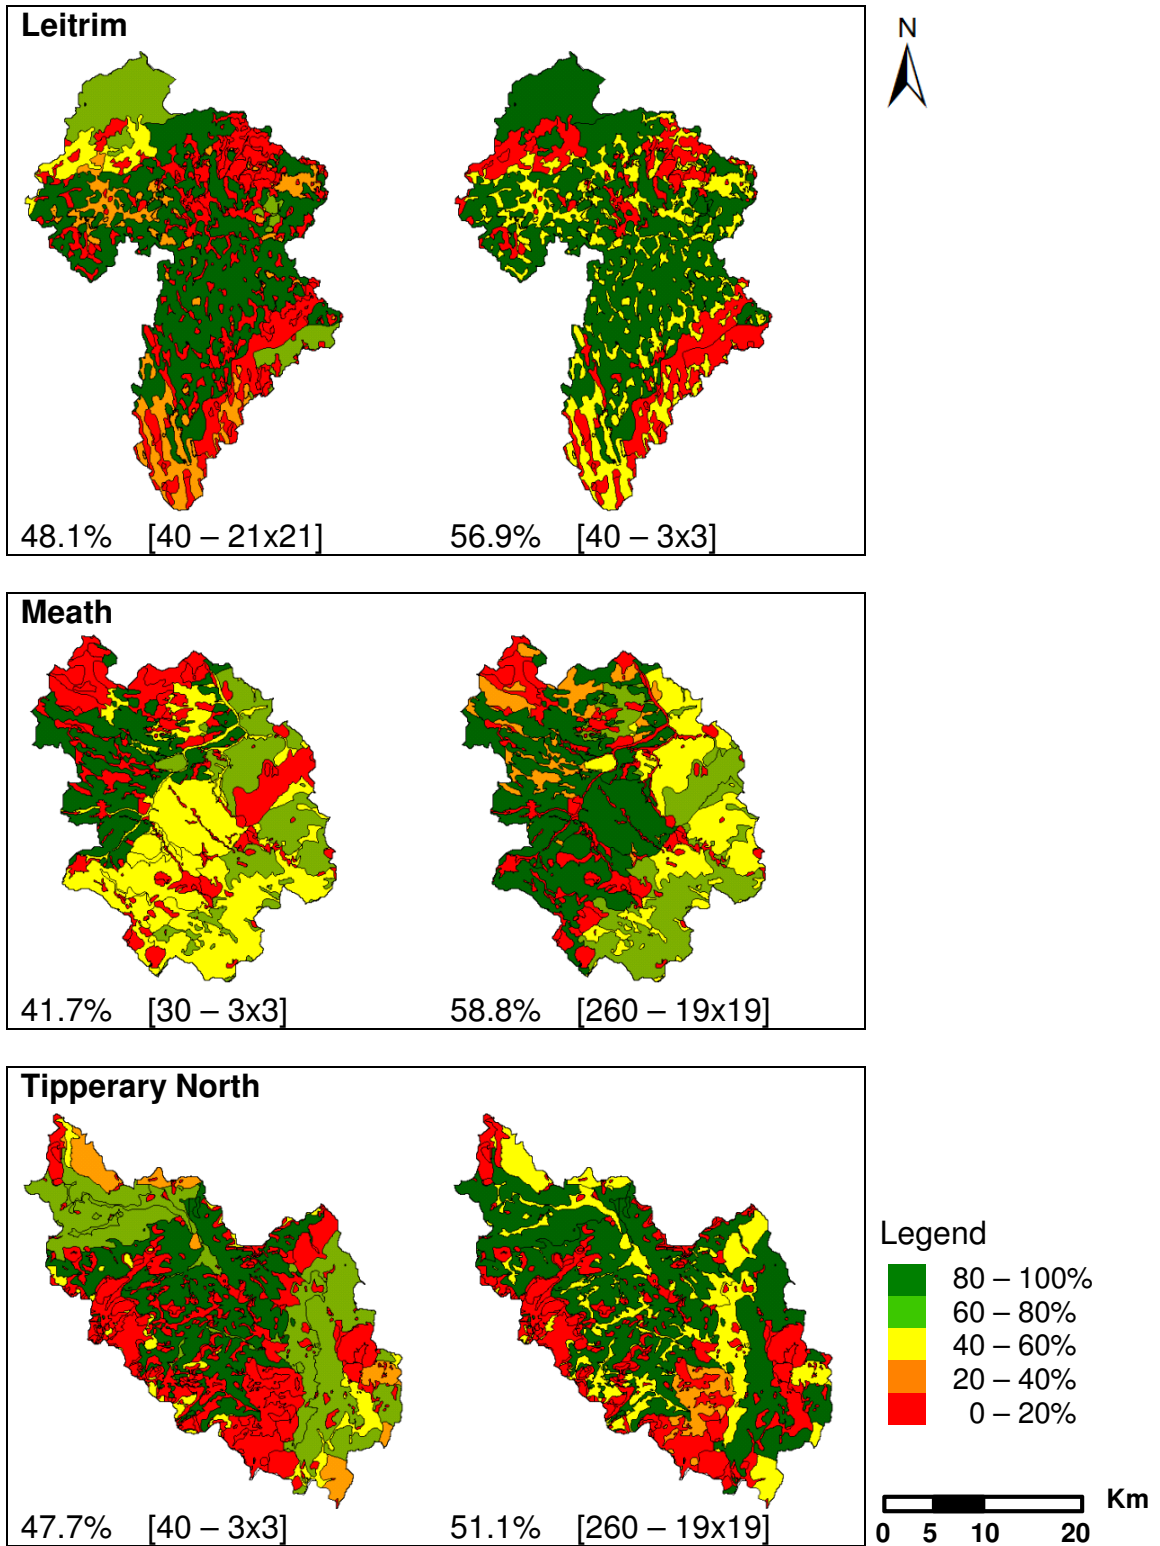 Leitrim
N
48.1% [40 – 21x21] 56.9% [40 – 3x3]
Meath
41.7% [30 – 3x3] 58.8% [260 – 19x19]
Tipperary North
47.7% [40 – 3x3] 51.1% [260 – 19x19]
Legend
80 – 100%
60 – 80%
40 – 60%
20 – 40%
0 – 20%
Km
0 5 10 20